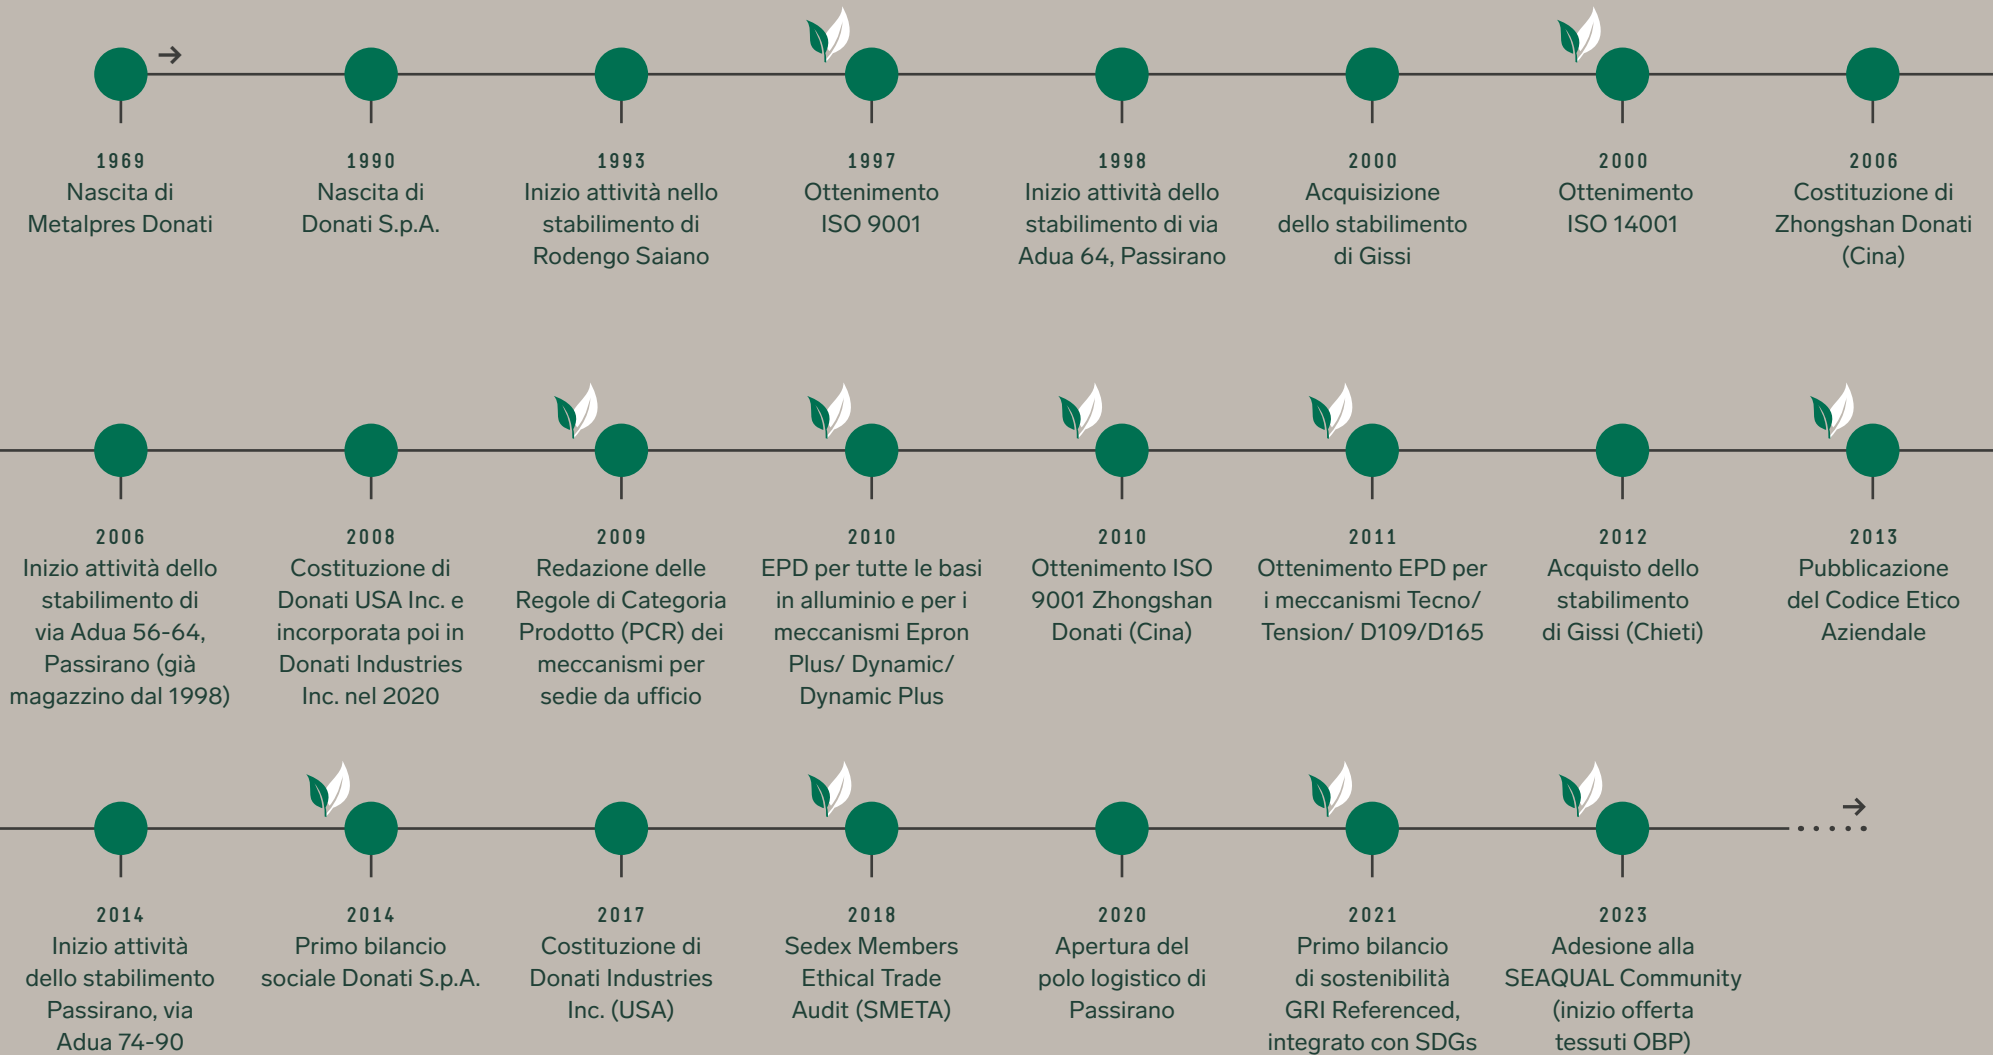 1969
Nascita di
Metalpres Donati
1990
Nascita di
Donati S.p.A.
1993
Inizio attività nello
stabilimento di
Rodengo Saiano
1997
Ottenimento
ISO 9001
1998
Inizio attività dello
stabilimento di via
Adua 64, Passirano
2000
Acquisizione
dello stabilimento
di Gissi
2000
Ottenimento
ISO 14001
2006
Costituzione di
Zhongshan Donati
(Cina)
2006
Inizio attività dello
stabilimento di
via Adua 56-64,
Passirano (già
magazzino dal 1998)
2008
Costituzione di
Donati USA Inc. e
incorporata poi in
Donati Industries
Inc. nel 2020
2009
Redazione delle
Regole di Categoria
Prodotto (PCR) dei
meccanismi per
sedie da ufficio
2010
EPD per tutte le basi
in alluminio e per i
meccanismi Epron
Plus/ Dynamic/
Dynamic Plus
2010
Ottenimento ISO
9001 Zhongshan
Donati (Cina)
2011
Ottenimento EPD per
i meccanismi Tecno/
Tension/ D109/D165
2012
Acquisto dello
stabilimento
di Gissi (Chieti)
2013
Pubblicazione
del Codice Etico
Aziendale
2014
Inizio attività
dello stabilimento
Passirano, via
Adua 74-90
2014
Primo bilancio
sociale Donati S.p.A.
2017
Costituzione di
Donati Industries
Inc. (USA)
2018
Sedex Members
Ethical Trade
Audit (SMETA)
2020
Apertura del
polo logistico di
Passirano
2021
Primo bilancio
di sostenibilità
GRI Referenced,
integrato con SDGs
2023
Adesione alla
SEAQUAL Community
(inizio offerta
tessuti OBP)